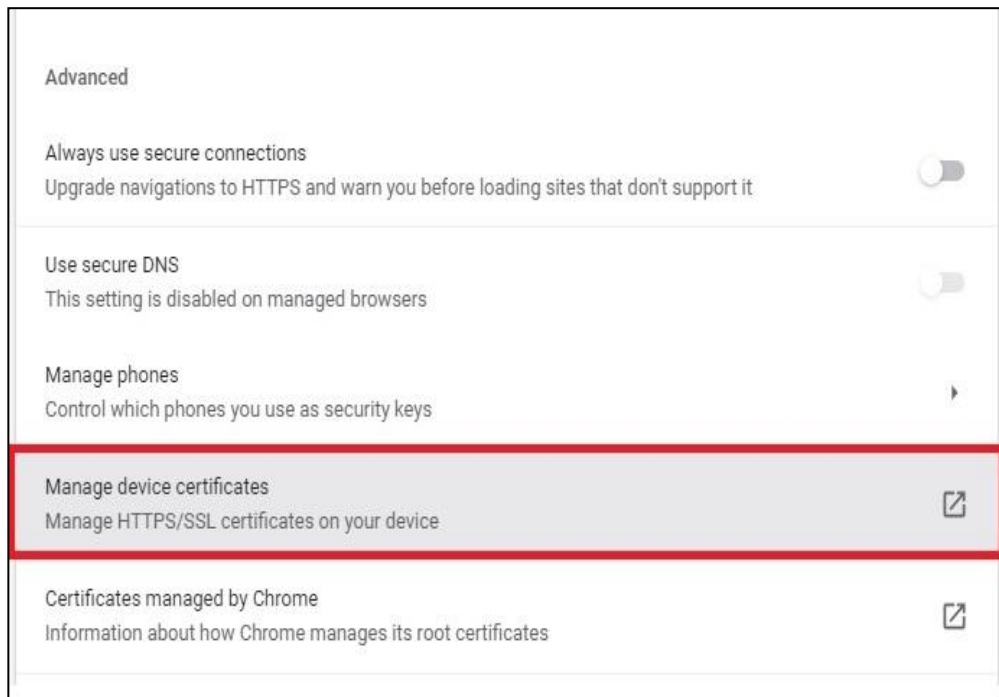 Advanced
Always use secure connections
Upgrade navigations to HTTPS and warn you before loading sites that don't support it
Use secure DNS
This setting is disabled on managed browsers
Manage phones
Control which phones you use as security keys
Manage device certificates
Manage HTTPS/SSL certificates on your device
Certificates managed by Chrome
Information about how Chrome manages its root certificates